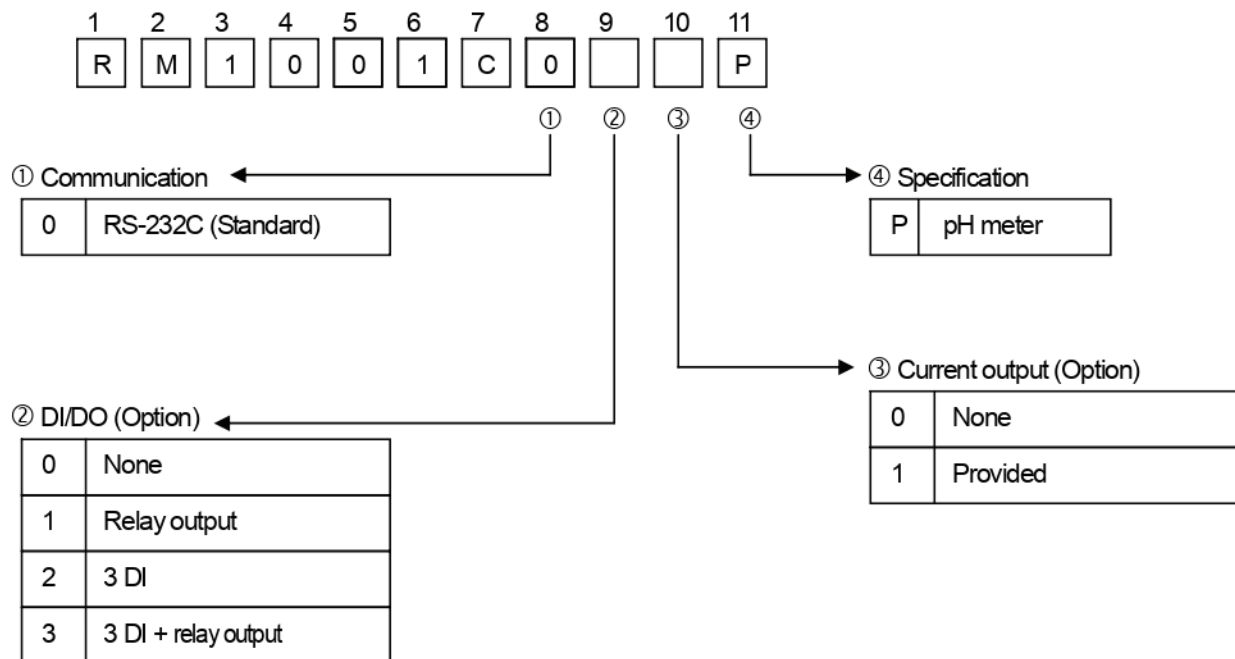 1 2 3 4 5 6 7 8 9 10 11
R M 1 0 0 1 C 0 P
① ② ③ ④
① Communication
0 RS-232C (Standard)
④ Specification
P pH meter
③ Current output (Option)
0 None
1 Provided
② DI/DO (Option)
0 None
1 Relay output
2 3 DI
3 3 DI + relay output